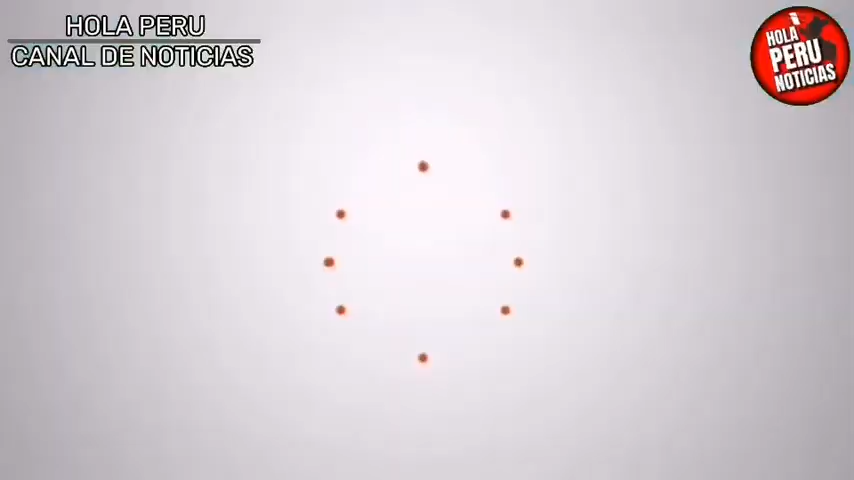 HOLA PERU
CANAL DE NOTICIAS
HOLA
PERU
NOTICIAS